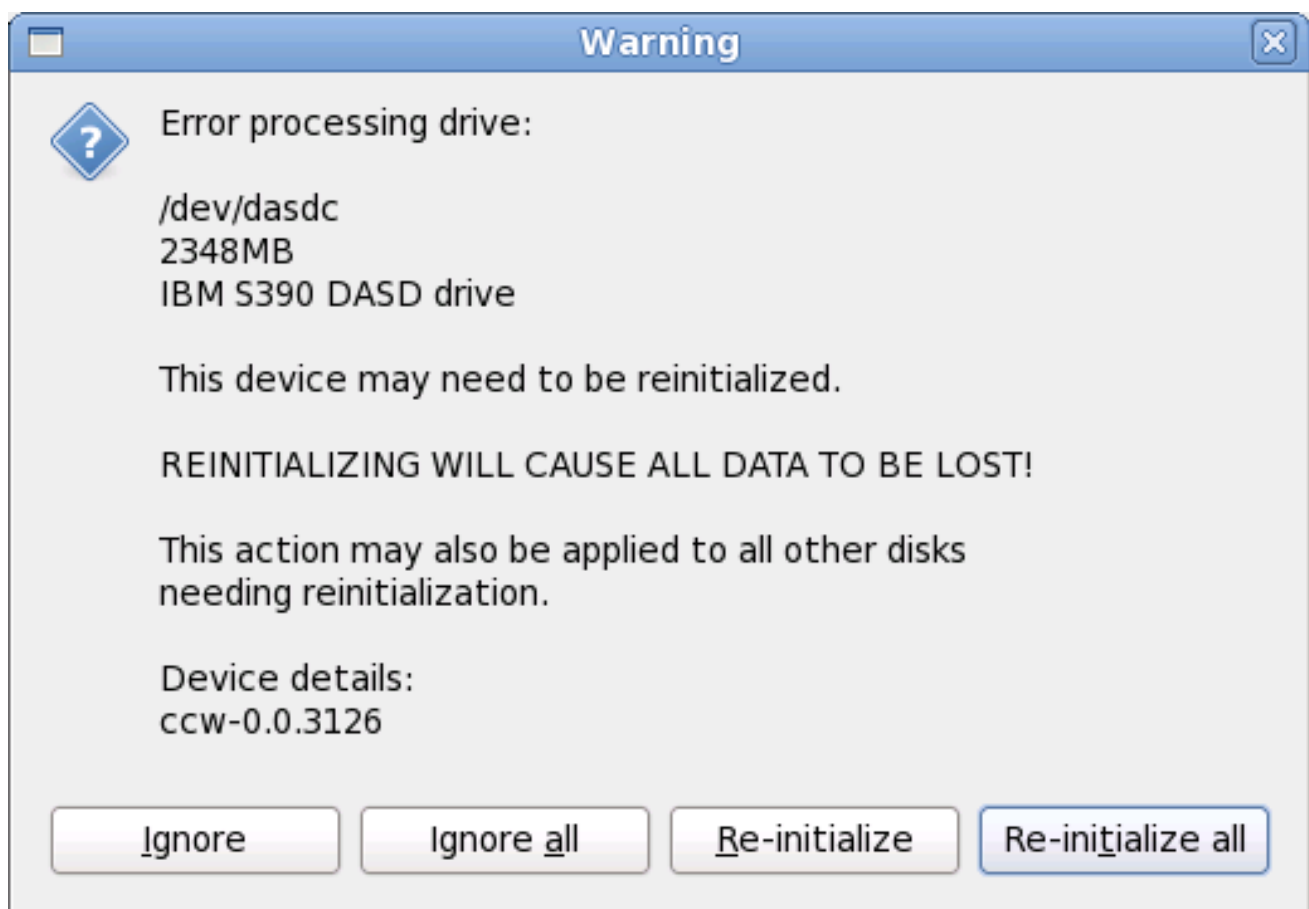 Warning
Error processing drive:
/dev/dasdc
2348MB
IBM S390 DASD drive
This device may need to be reinitialized.
REINITIALIZING WILL CAUSE ALL DATA TO BE LOST!
This action may also be applied to all other disks
needing reinitialization.
Device details:
ccw-0.0.3126
Ignore
Ignore all
Re-initialize
Re-initialize all